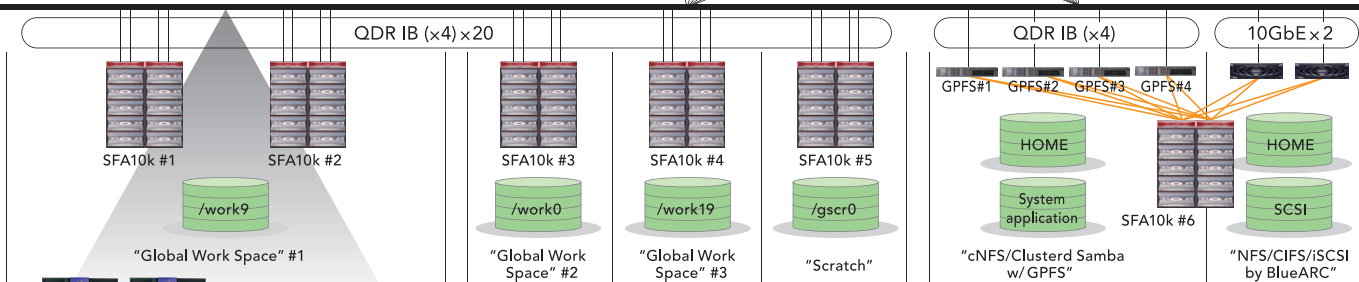 QDR IB (×4) ×20
QDR IB (×4)
10GbE × 2
GPFS#1
GPFS#2
GPFS#3
GPFS#4
SFA10k #1
SFA10k #2
SFA10k #3
SFA10k #4
SFA10k #5
HOME
HOME
/work9
/work0
/work19
/gscr0
System
application
SFA10k #6
SCSI
"Global Work Space" #1
"Global Work
Space" #2
"Global Work
Space" #3
"Scratch"
"cNFS/Clusterd Samba
w/ GPFS"
"NFS/CIFS/iSCSI
by BlueARC"